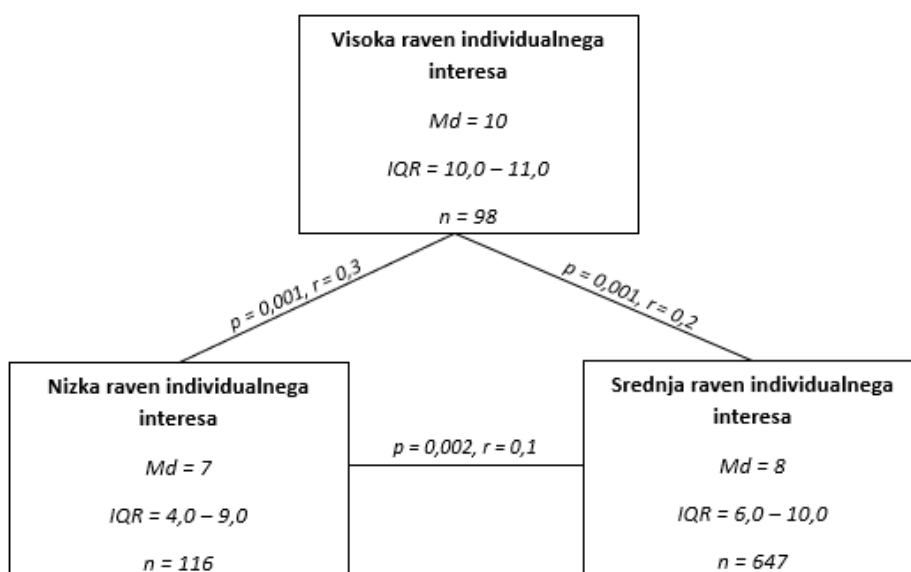 Visoka raven individualnega
interesa
Md = 10
IQR = 10,0 – 11,0
n = 98
p = 0,001, r = 0,3
p = 0,001, r = 0,2
Nizka raven individualnega
interesa
Md = 7
IQR = 4,0 – 9,0
n = 116
p = 0,002, r = 0,1
Srednja raven individualnega
interesa
Md = 8
IQR = 6,0 – 10,0
n = 647